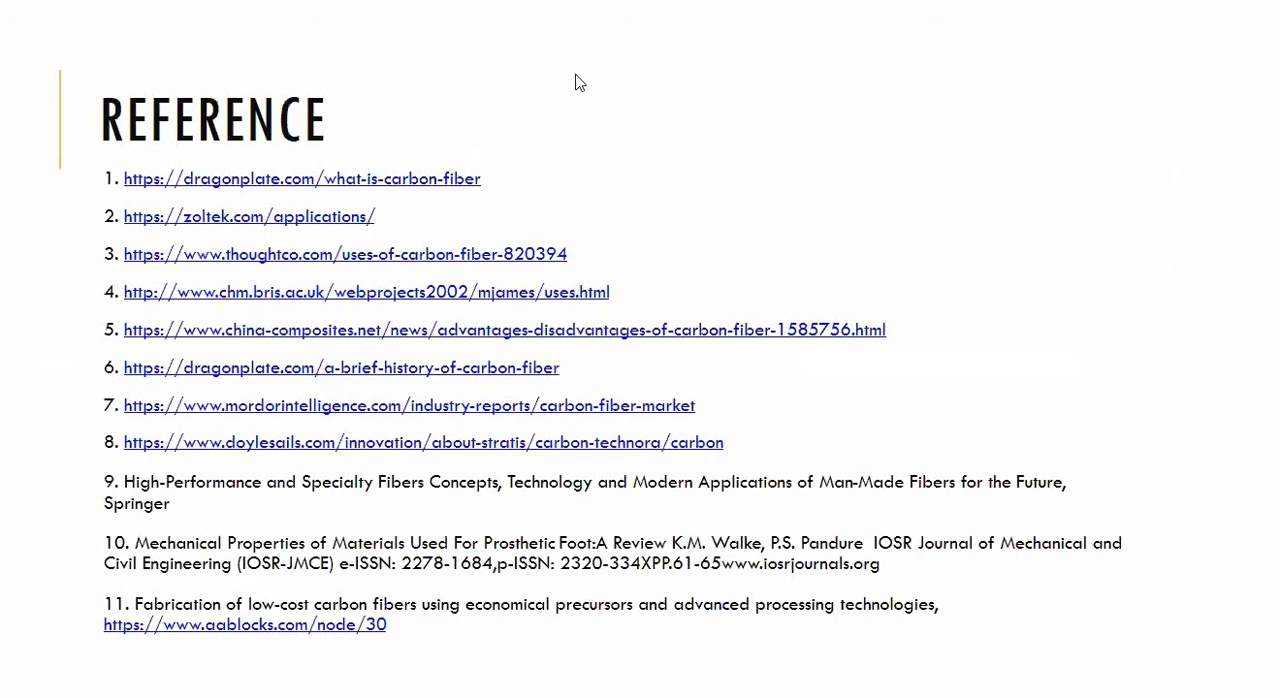 REFERENCE
1. https://dragonplate.com/what-is-carbon-fiber
2. https://zoltek.com/applications/
3. https://www.thoughtco.com/uses-of-carbon-fiber-820394
4. http://www.chm.bris.ac.uk/webprojects2002/mjames/uses.html
5. https://www.china-composites.net/news/advantages-disadvantages-of-carbon-fiber-1585756.html
6. https://dragonplate.com/a-brief-history-of-carbon-fiber
7. https://www.mordorintelligence.com/industry-reports/carbon-fiber-market
8. https://www.doylesails.com/innovation/about-stratis/carbon-technora/carbon
9. High-Performance and Specialty Fibers Concepts, Technology and Modern Applications of Man-Made Fibers for the Future,
Springer
10. Mechanical Properties of Materials Used For Prosthetic Foot:A Review K.M. Walke, P.S. Pandure  IOSR Journal of Mechanical and
Civil Engineering (IOSR-JMCE) e-ISSN: 2278-1684,p-ISSN: 2320-334XPP.61-65www.iosrjournals.org
11. Fabrication of low-cost carbon fibers using economical precursors and advanced processing technologies,
https://www.aablocks.com/node/30